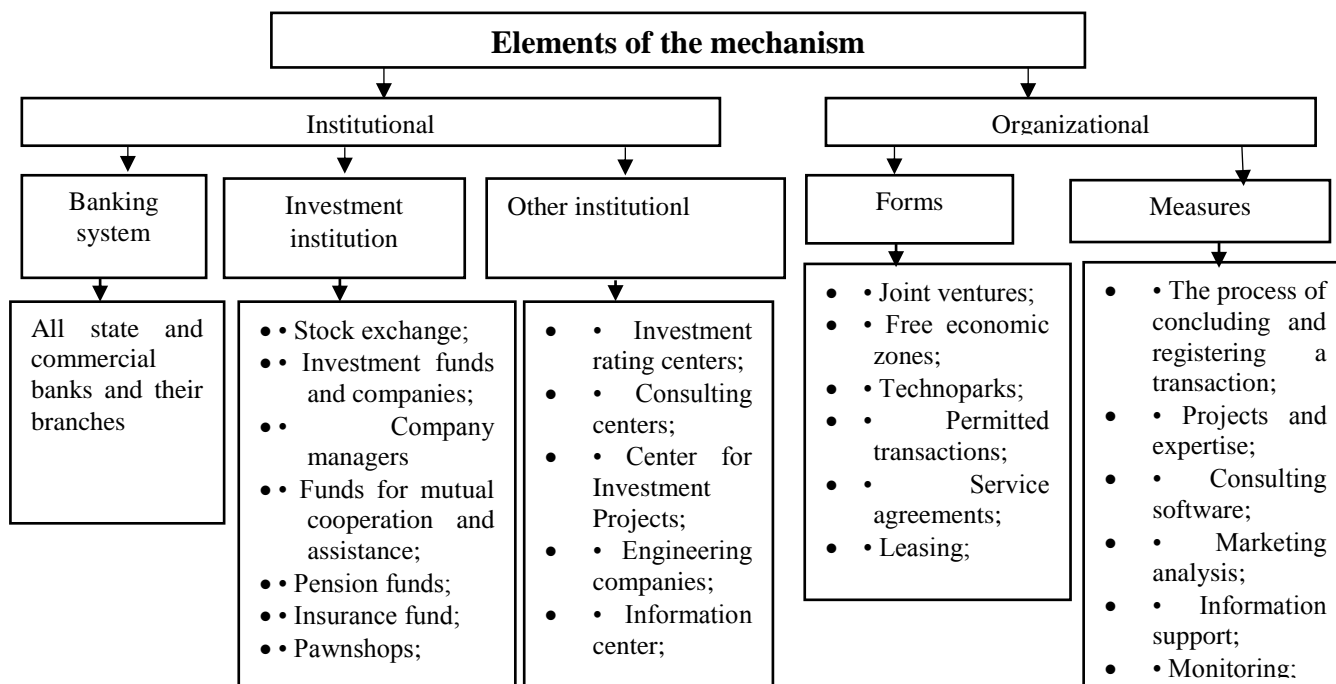 Elements of the mechanism
Institutional
Organizational
Banking
system
Investment
institution
Other institutionl
Forms
Measures
All state and
commercial
banks and their
branches
● • Stock exchange;
● • Investment funds
and companies;
● • Company
managers
● • Funds for mutual
cooperation and
assistance;
● • Pension funds;
● • Insurance fund;
● • Pawnshops;
● • Investment
rating centers;
● • Consulting
centers;
● • Center for
Investment
Projects;
● • Engineering
companies;
● • Information
center;
● • Joint ventures;
● • Free economic
zones;
● • Technoparks;
● • Permitted
transactions;
● • Service
agreements;
● • Leasing;
● • The process of
concluding and
registering a
transaction;
● • Projects and
expertise;
● • Consulting
software;
● • Marketing
analysis;
● • Information
support;
● • Monitoring;